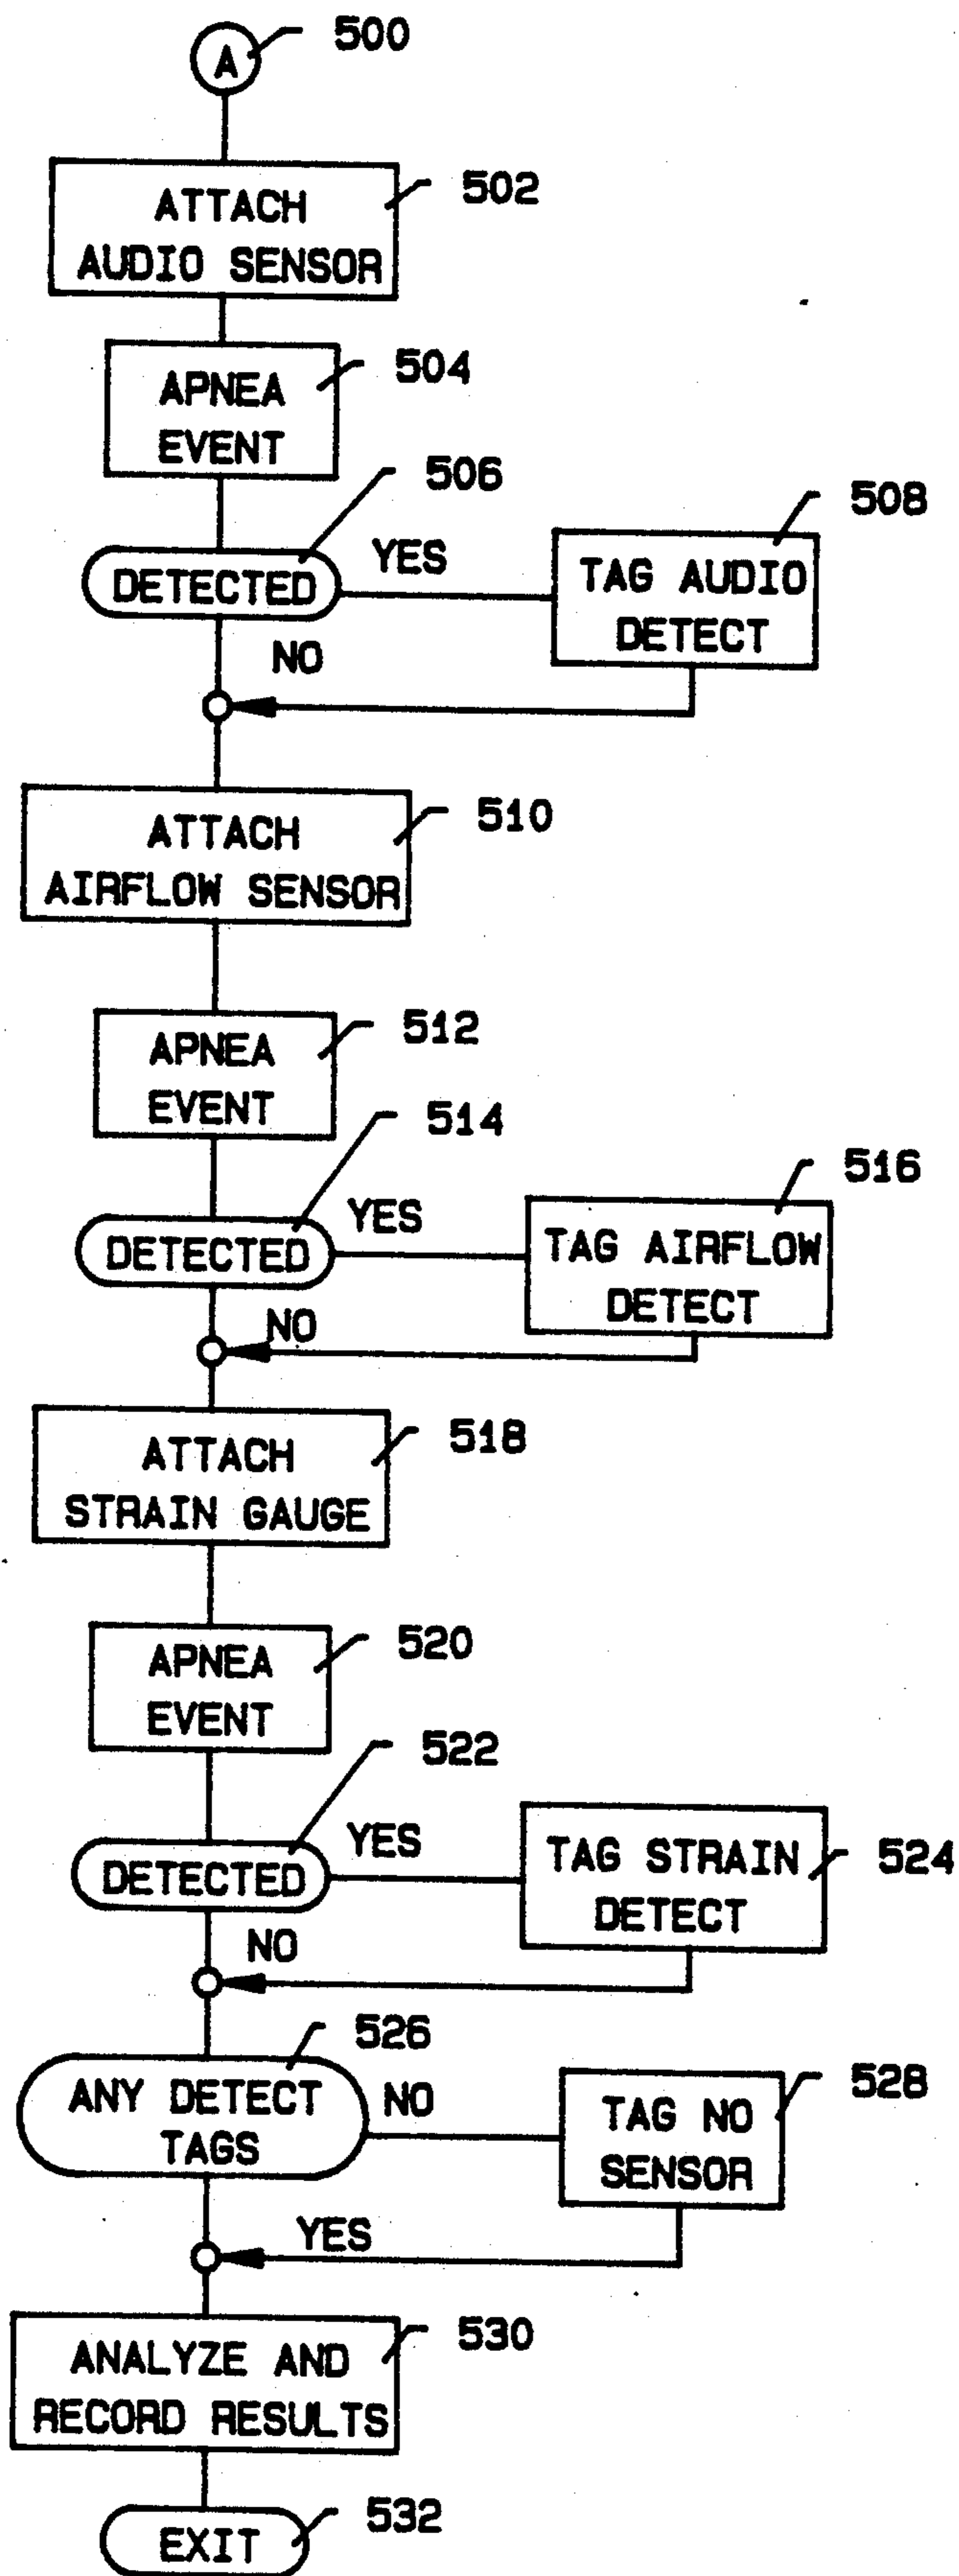 A
500
ATTACH
AUDIO SENSOR
502
APNEA
EVENT
504
DETECTED
506
YES
TAG AUDIO
DETECT
508
NO
ATTACH
AIRFLOW SENSOR
510
APNEA
EVENT
512
DETECTED
514
YES
TAG AIRFLOW
DETECT
516
NO
ATTACH
STRAIN GAUGE
518
APNEA
EVENT
520
DETECTED
522
YES
TAG STRAIN
DETECT
524
NO
ANY DETECT
TAGS
526
NO
TAG NO
SENSOR
528
YES
ANALYZE AND
RECORD RESULTS
530
EXIT
532